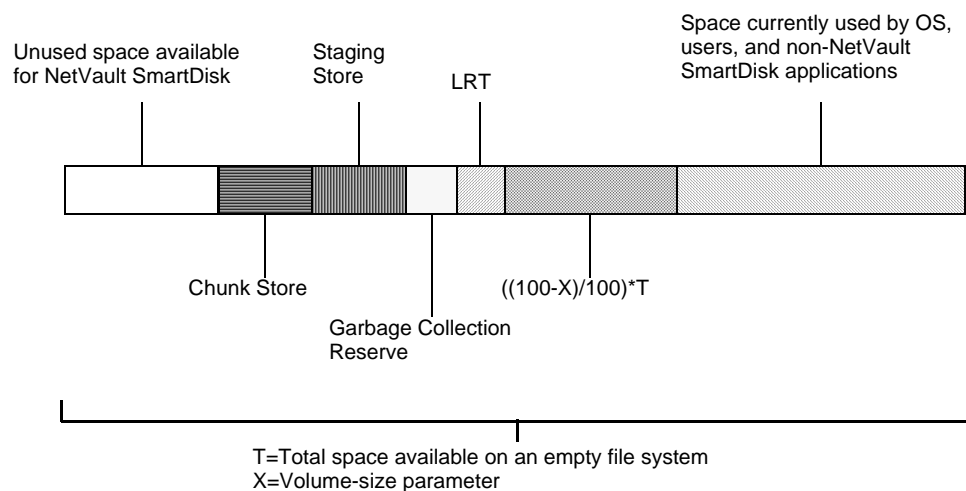 Unused space available
for NetVault SmartDisk
Staging
Store
LRT
Space currently used by OS,
users, and non-NetVault
SmartDisk applications
Chunk Store
((100-X)/100)*T
Garbage Collection
Reserve
T=Total space available on an empty file system
X=Volume-size parameter